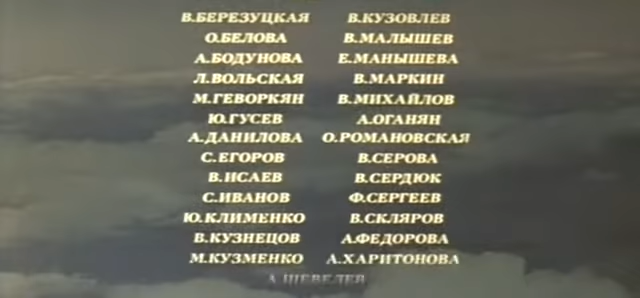 В.БЕРЕЗУЦКАЯ В.КУЗОВЛЕВ
О.БЕЛОВА В.МАЛЫШЕВ
А.БОДУНОВА Е.МАНЫШЕВА
Л.ВОЛЬСКАЯ В.МАРКИН
М.ГЕВОРКЯН В.МИХАЙЛОВ
Ю.ГУСЕВ А.ОГАНЯН
А.ДАНИЛОВА О.РОМАНОВСКАЯ
С.ЕГОРОВ В.СЕРОВА
В.ИСАЕВ В.СЕРДЮК
С.ИВАНОВ Ф.СЕРГЕЕВ
Ю.КЛИМЕНКО В.СКЛЯРОВ
В.КУЗНЕЦОВ А.ФЕДОРОВА
М.КУЗМЕНКО А.ХАРИТОНОВА
А.ШЕВЕЛЕВ